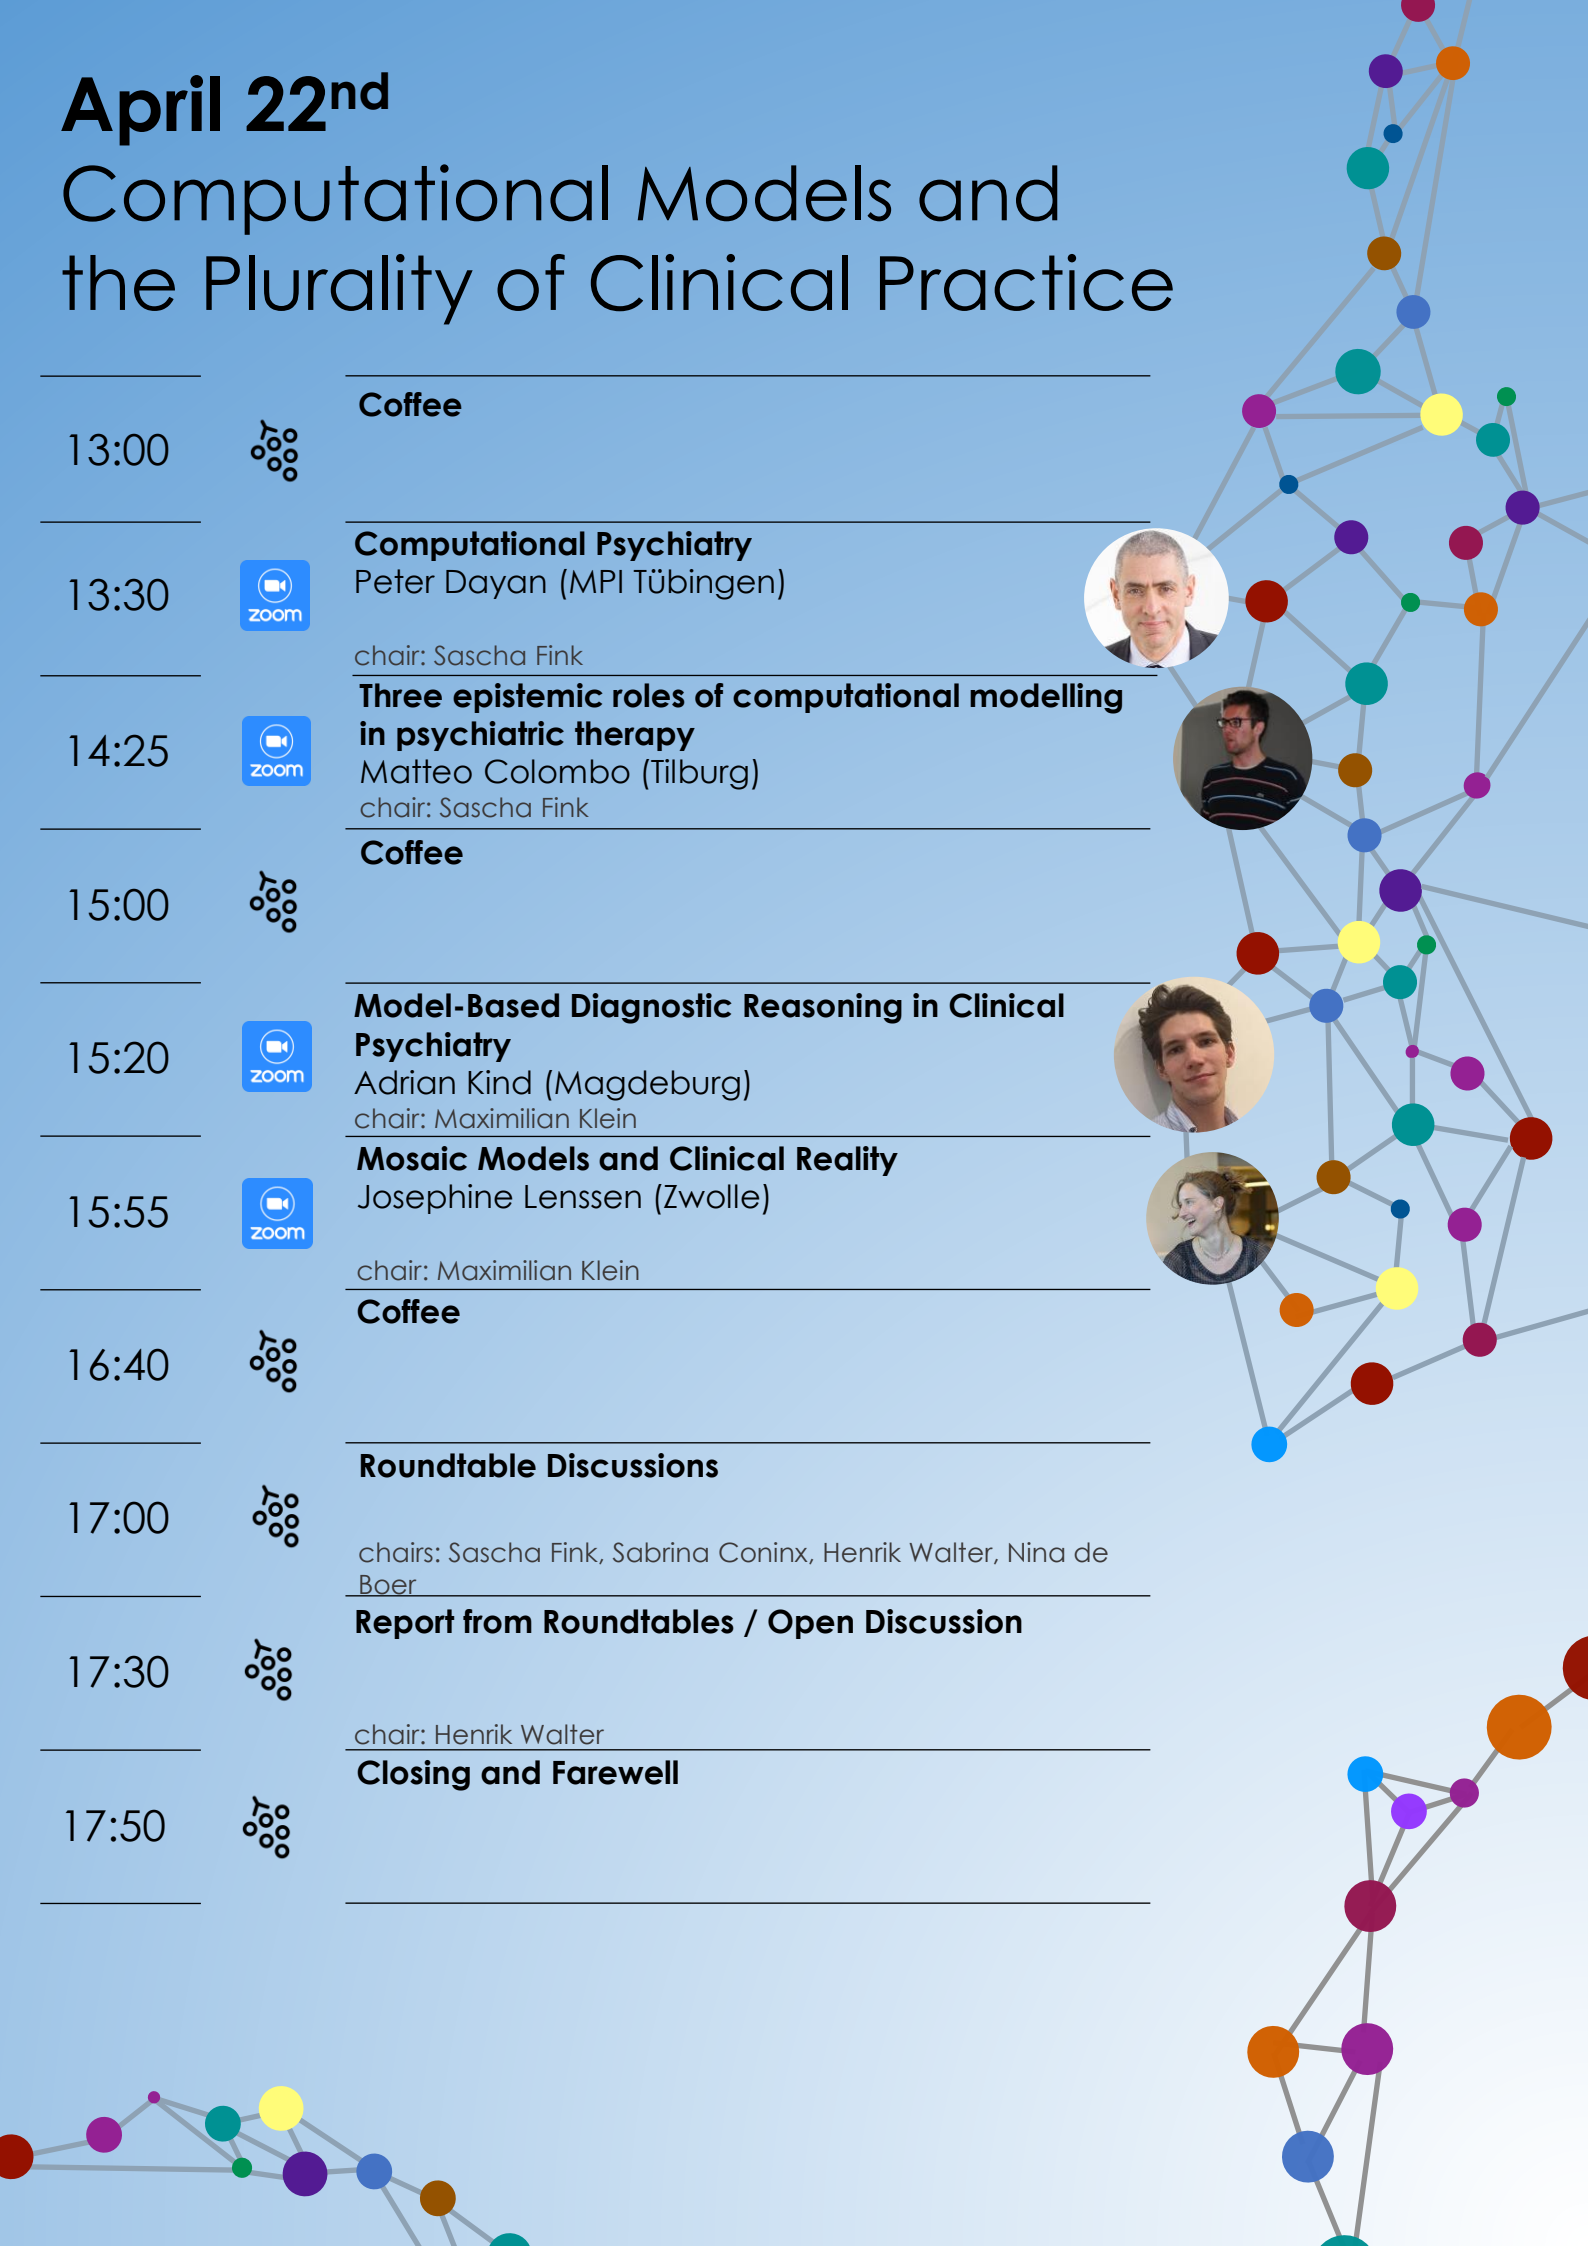 April 22nd
Computational Models and
the Plurality of Clinical Practice
13:00
Coffee
13:30
zoom
Computational Psychiatry
Peter Dayan (MPI Tübingen)
chair: Sascha Fink
14:25
zoom
Three epistemic roles of computational modelling
in psychiatric therapy
Matteo Colombo (Tilburg)
chair: Sascha Fink
15:00
Coffee
15:20
zoom
Model-Based Diagnostic Reasoning in Clinical
Psychiatry
Adrian Kind (Magdeburg)
chair: Maximilian Klein
15:55
zoom
Mosaic Models and Clinical Reality
Josephine Lenssen (Zwolle)
chair: Maximilian Klein
16:40
Coffee
17:00
Roundtable Discussions
chairs: Sascha Fink, Sabrina Coninx, Henrik Walter, Nina de
Boer
17:30
Report from Roundtables / Open Discussion
chair: Henrik Walter
17:50
Closing and Farewell